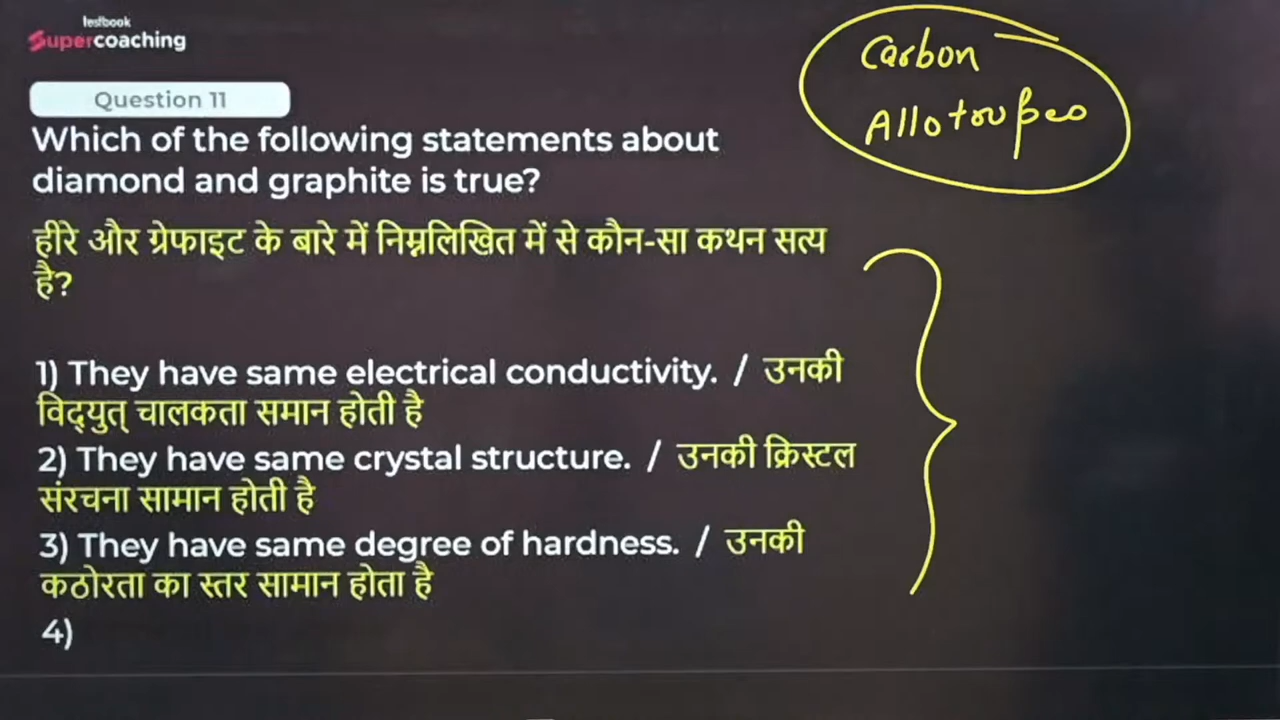 testbook
Supercoaching
Carbon
Allotropes
Question 11
Which of the following statements about
diamond and graphite is true?
हीरे और ग्रेफाइट के बारे में निम्नलिखित में से कौन-सा कथन सत्य
है?
1) They have same electrical conductivity. / उनकी
विद्युत् चालकता समान होती है
2) They have same crystal structure. / उनकी क्रिस्टल
संरचना सामान होती है
3) They have same degree of hardness. / उनकी
कठोरता का स्तर सामान होता है
4)